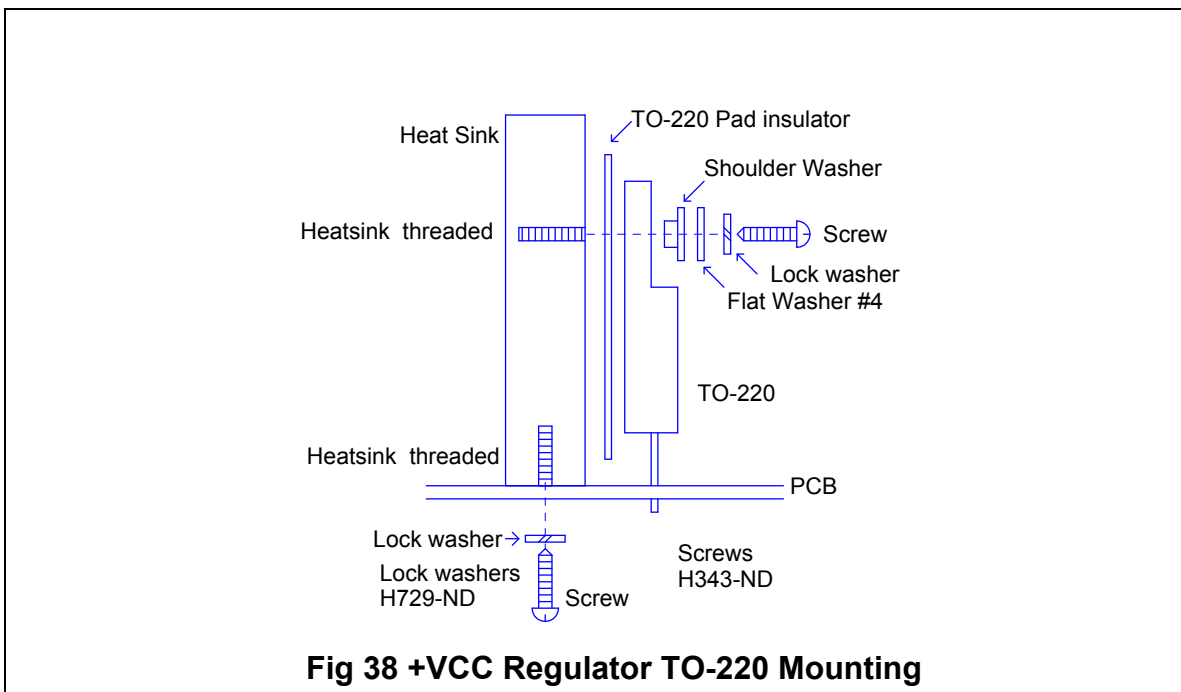 TO-220 Pad insulator
Heat Sink
Shoulder Washer
Heatsink threaded
Screw
Lock washer
Flat Washer #4
TO-220
Heatsink threaded
PCB
Lock washer
Lock washers
H729-ND
Screw
Screws
H343-ND
Fig 38 +VCC Regulator TO-220 Mounting